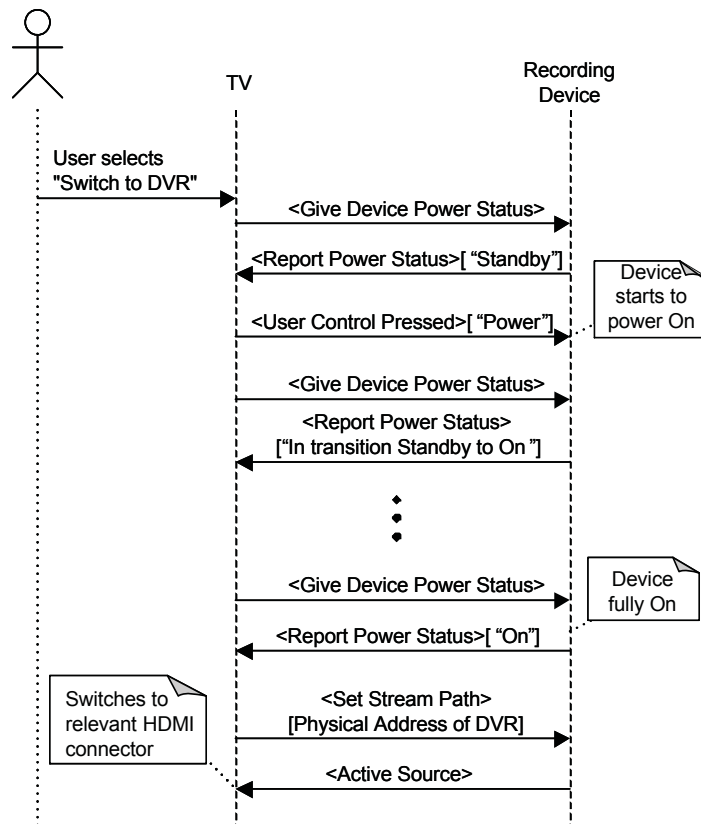 TV
Recording
Device
User selects
"Switch to DVR"
<Give Device Power Status>
<Report Power Status>[ “Standby”]
Device
starts to
power On
<User Control Pressed>[ “Power”]
<Give Device Power Status>
<Report Power Status>
[“In transition Standby to On ”]
<Give Device Power Status>
Device
fully On
<Report Power Status>[ “On”]
Switches to
relevant HDMI
connector
<Set Stream Path>
[Physical Address of DVR]
<Active Source>